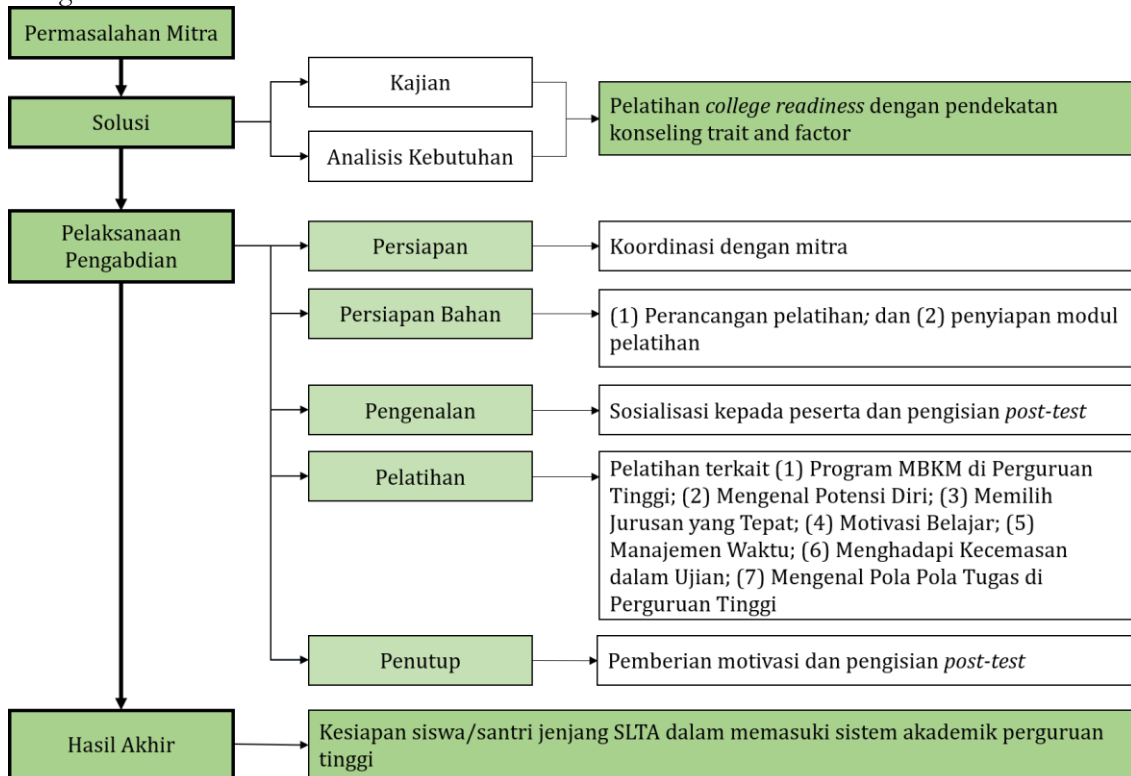 Permasalahan Mitra
Solusi
Kajian
Analisis Kebutuhan
Pelatihan college readiness dengan pendekatan
konseling trait and factor
Pelaksanaan
Pengabdian
Persiapan
Koordinasi dengan mitra
Persiapan Bahan
(1) Perancangan pelatihan; dan (2) penyiapan modul
pelatihan
Pengenalan
Sosialisasi kepada peserta dan pengisian post-test
Pelatihan
Pelatihan terkait (1) Program MBKM di Perguruan
Tinggi; (2) Mengenal Potensi Diri; (3) Memilih
Jurusan yang Tepat; (4) Motivasi Belajar; (5)
Manajemen Waktu; (6) Menghadapi Kecemasan
dalam Ujian; (7) Mengenal Pola Pola Tugas di
Perguruan Tinggi
Penutup
Pemberian motivasi dan pengisian post-test
Hasil Akhir
Kesiapan siswa/santri jenjang SLTA dalam memasuki sistem akademik perguruan
tinggi